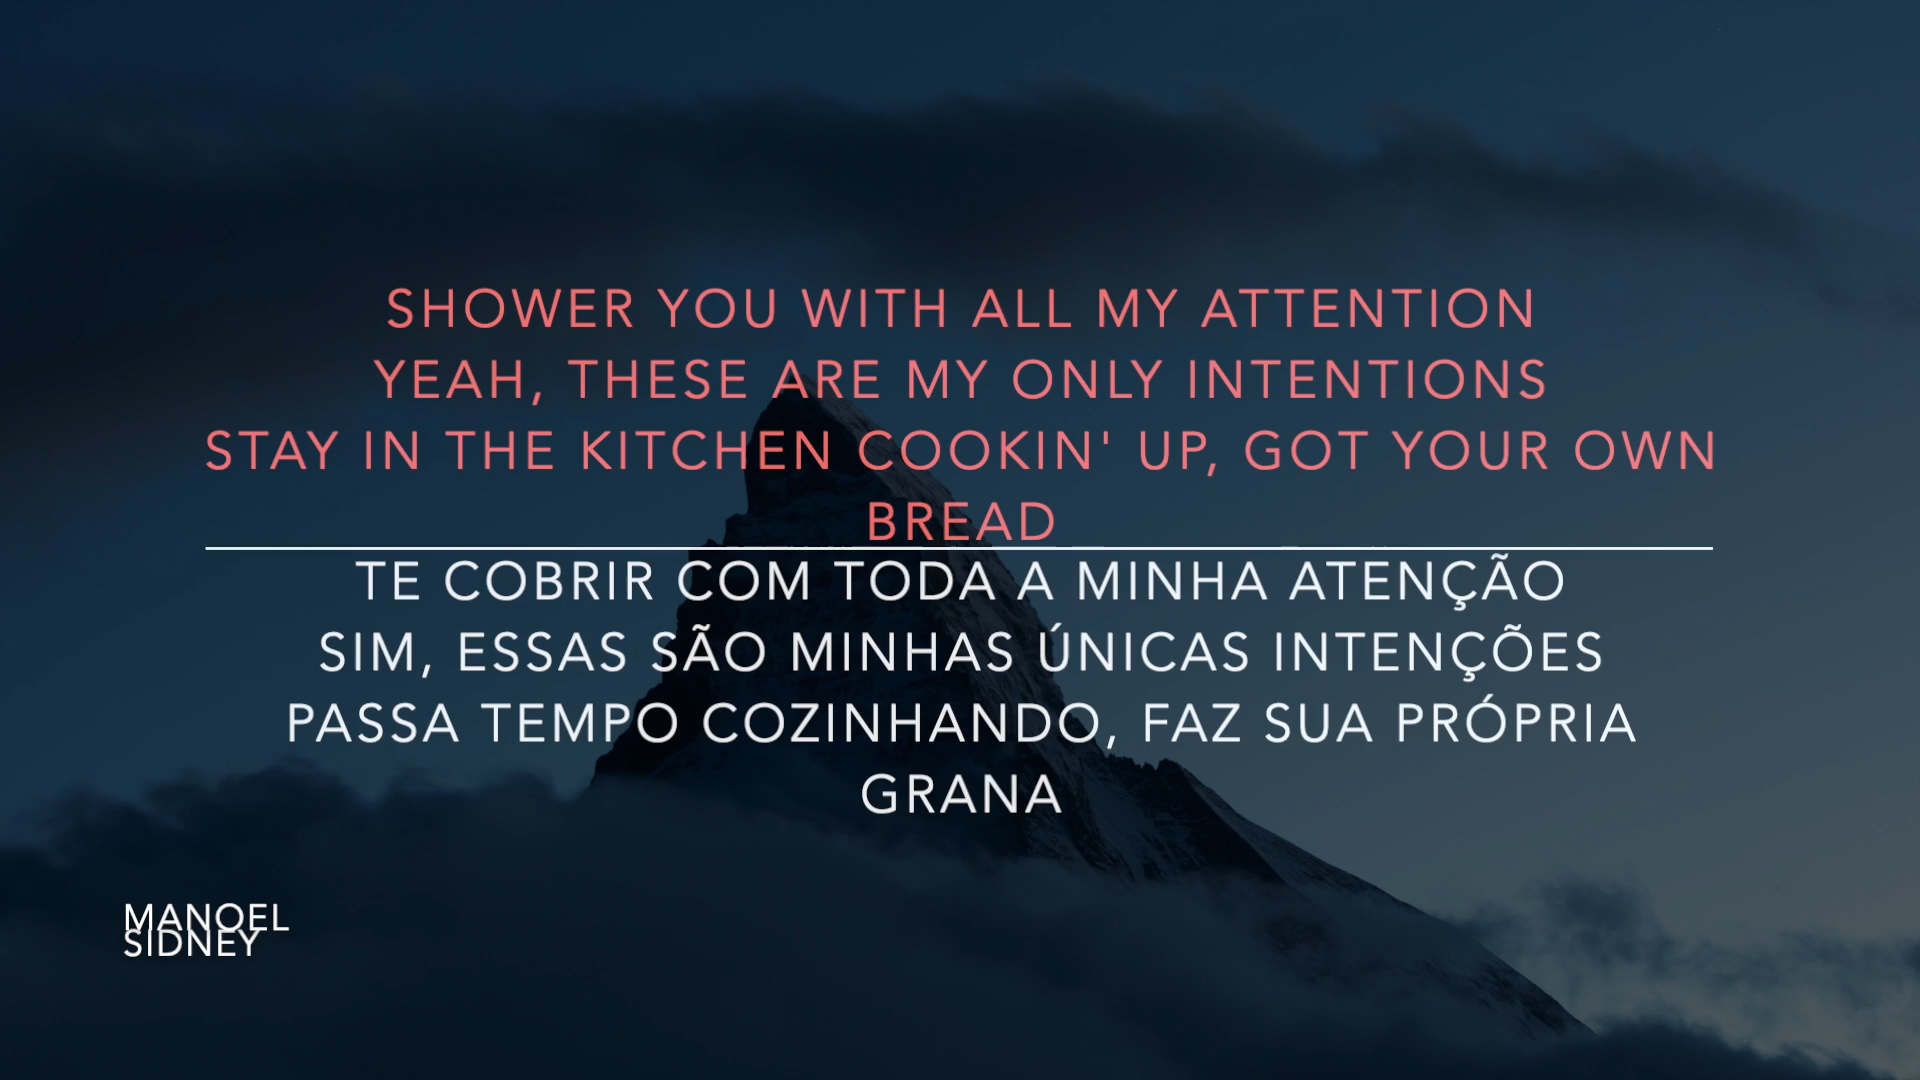 SHOWER YOU WITH ALL MY ATTENTION
YEAH, THESE ARE MY ONLY INTENTIONS
STAY IN THE KITCHEN COOKIN' UP, GOT YOUR OWN
BREAD
TE COBRIR COM TODA A MINHA ATENÇÃO
SIM, ESSAS SÃO MINHAS ÚNICAS INTENÇÕES
PASSA TEMPO COZINHANDO, FAZ SUA PRÓPRIA
GRANA
MANOEL
SIDNEY